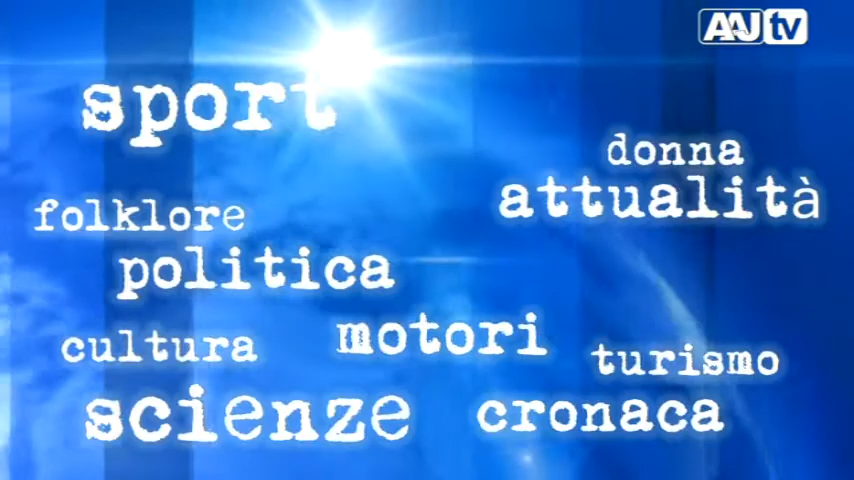 AAJ tv
sport
donna
attualità
folklore
politica
motori
cultura
turismo
scienze
cronaca